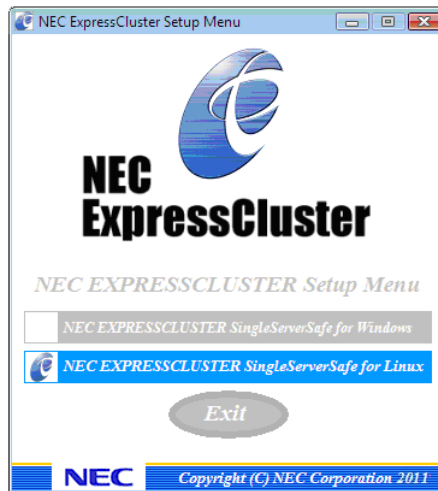 NEC ExpressCluster Setup Menu
NEC
ExpressCluster
NEC EXPRESSCLUSTER Setup Menu
NEC EXPRESSCLUSTER SingleServerSafe for Windows
NEC EXPRESSCLUSTER SingleServerSafe for Linux
Exit
NEC Copyright (C) NEC Corporation 2011